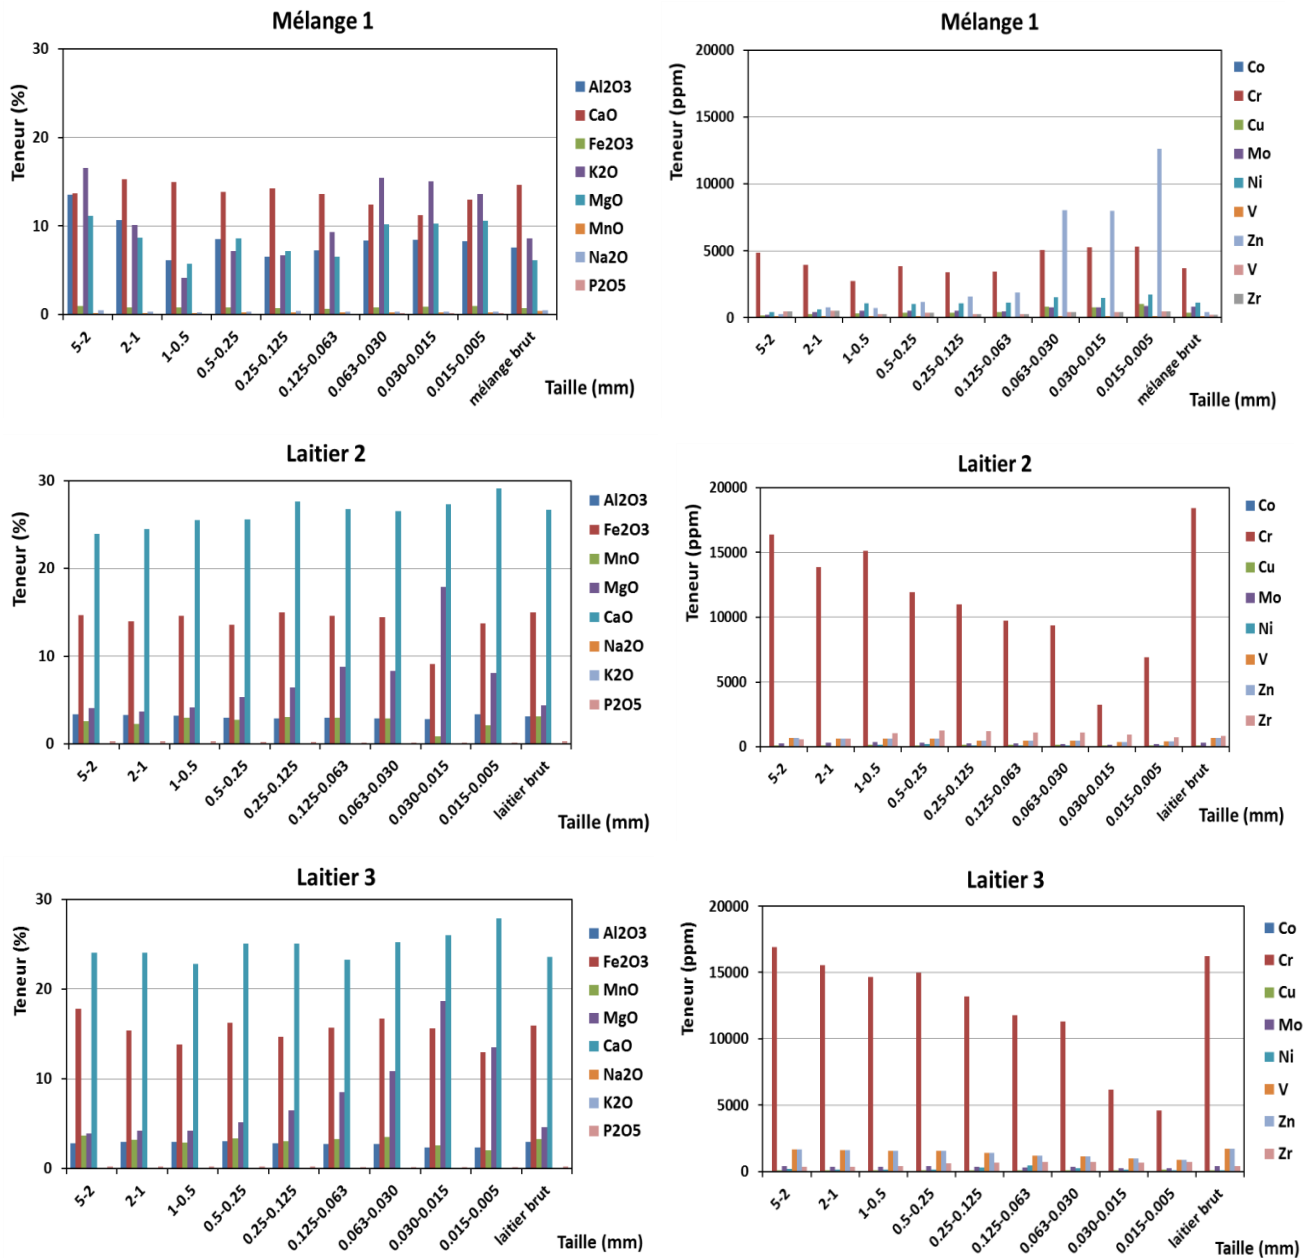 Mélange 1
Teneur (%)
30
20
10
0
5-2
2-1
1-0.5
0.5-0.25
0.25-0.125
0.125-0.063
0.063-0.030
0.030-0.015
0.015-0.005
mélange brut
Taille (mm)
Al2O3
CaO
Fe2O3
K2O
MgO
MnO
Na2O
P2O5
Mélange 1
Teneur (ppm)
20000
15000
10000
5000
0
5-2
2-1
1-0.5
0.5-0.25
0.25-0.125
0.125-0.063
0.063-0.030
0.030-0.015
0.015-0.005
mélange brut
Taille (mm)
Co
Cr
Cu
Mo
Ni
V
Zn
V
Zr
Laitier 2
Teneur (%)
30
20
10
0
5-2
2-1
1-0.5
0.5-0.25
0.25-0.125
0.125-0.063
0.063-0.030
0.030-0.015
0.015-0.005
laitier brut
Taille (mm)
Al2O3
Fe2O3
MnO
MgO
CaO
Na2O
K2O
P2O5
Laitier 2
Teneur (ppm)
20000
15000
10000
5000
0
5-2
2-1
1-0.5
0.5-0.25
0.25-0.125
0.125-0.063
0.063-0.030
0.030-0.015
0.015-0.005
laitier brut
Taille (mm)
Co
Cr
Cu
Mo
Ni
V
Zn
Zr
Laitier 3
Teneur (%)
30
20
10
0
5-2
2-1
1-0.5
0.5-0.25
0.25-0.125
0.125-0.063
0.063-0.030
0.030-0.015
0.015-0.005
laitier brut
Taille (mm)
Al2O3
Fe2O3
MnO
MgO
CaO
Na2O
K2O
P2O5
Laitier 3
Teneur (ppm)
20000
15000
10000
5000
0
5-2
2-1
1-0.5
0.5-0.25
0.25-0.125
0.125-0.063
0.063-0.030
0.030-0.015
0.015-0.005
laitier brut
Taille (mm)
Co
Cr
Cu
Mo
Ni
V
Zn
Zr